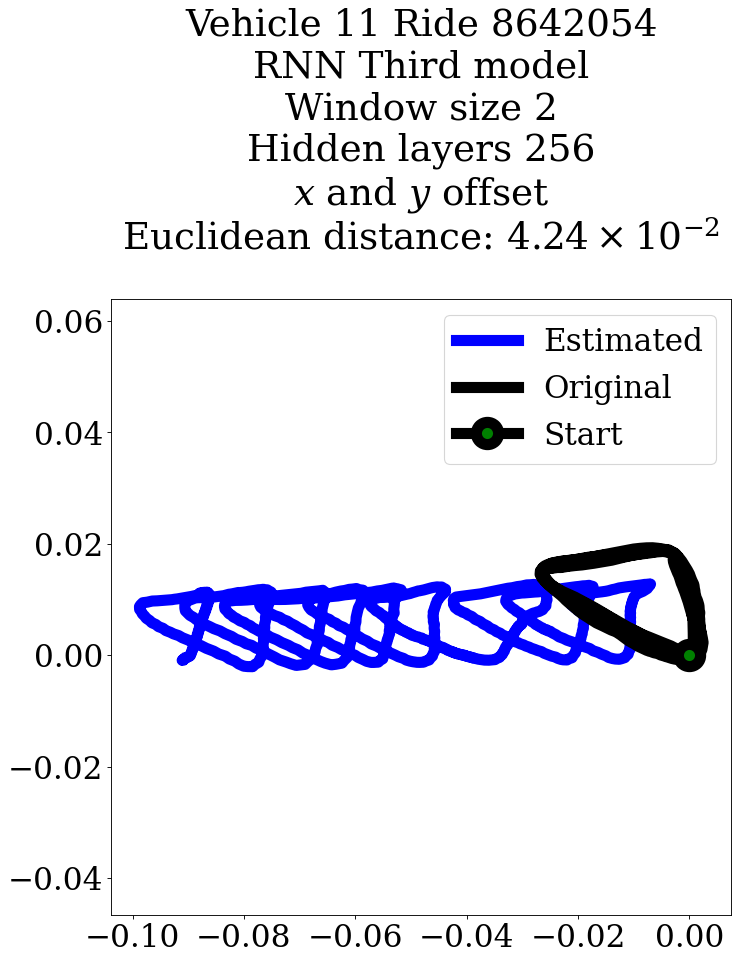 Vehicle 11 Ride 8642054
RNN Third model
Window size 2
Hidden layers 256
x and y offset
Euclidean distance: 4.24 × 10⁻²
Estimated
Original
Start
0.06
0.04
0.02
0.00
−0.02
−0.04
−0.10 −0.08 −0.06 −0.04 −0.02 0.00